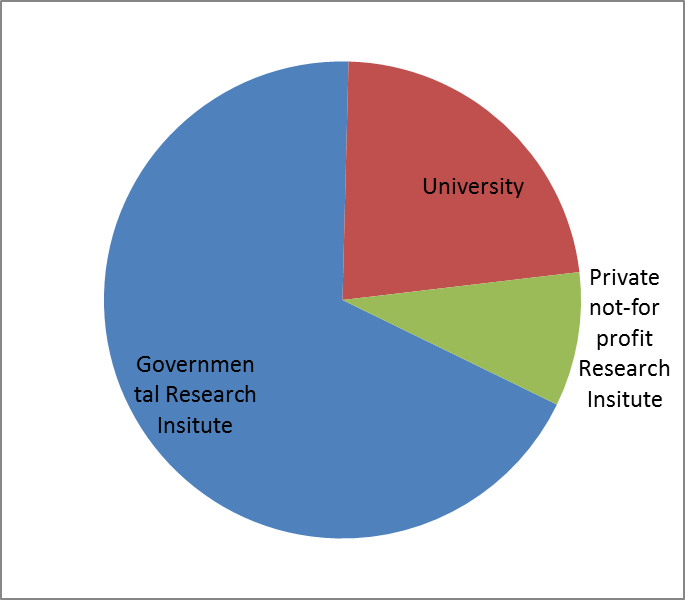 University
Private
not-for
profit
Research
Insitute
Governmen
tal Research
Insitute